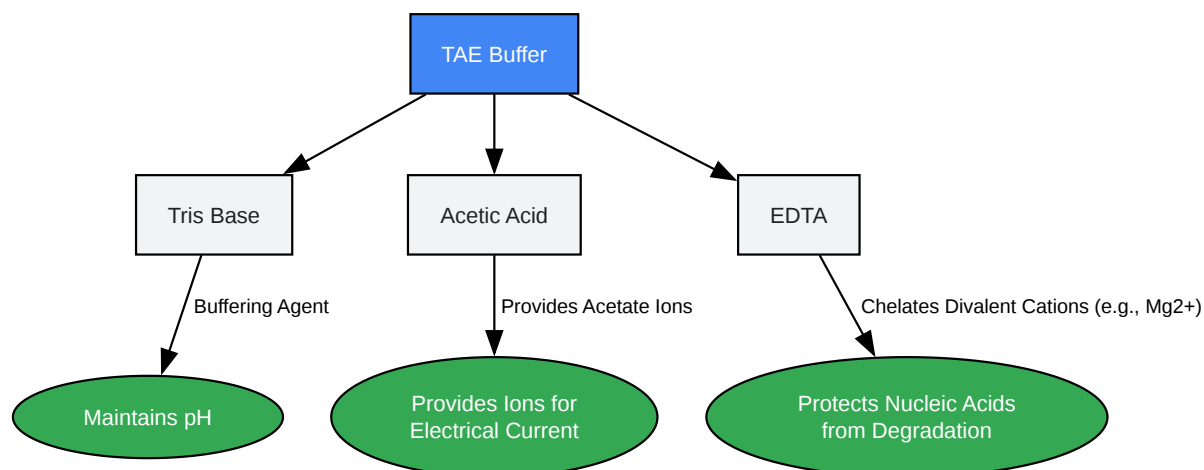 TAE Buffer
Tris Base
Acetic Acid
EDTA
Buffering Agent
Provides Acetate Ions
Chelates Divalent Cations (e.g., Mg2+)
Maintains pH
Provides Ions for
Electrical Current
Protects Nucleic Acids
from Degradation